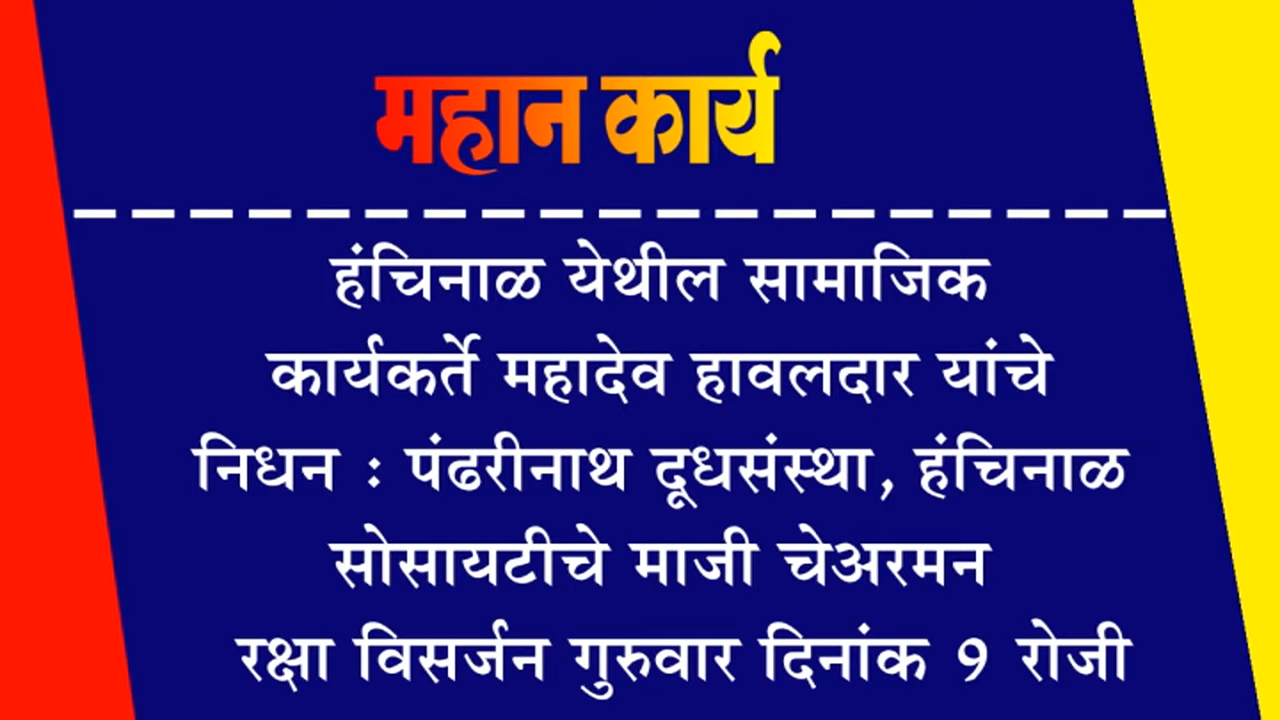 महान कार्य
हंचिनाळ येथील सामाजिक
कार्यकर्ते महादेव हावलदार यांचे
निधन : पंढरीनाथ दूधसंस्था, हंचिनाळ
सोसायटीचे माजी चेअरमन
रक्षा विसर्जन गुरुवार दिनांक 9 रोजी